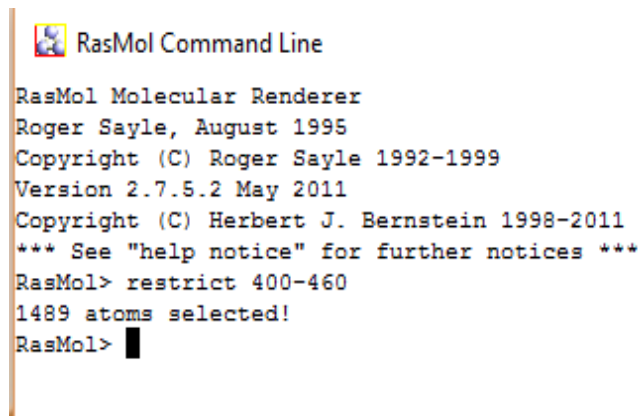 RasMol Command Line
RasMol Molecular Renderer
Roger Sayle, August 1995
Copyright (C) Roger Sayle 1992-1999
Version 2.7.5.2 May 2011
Copyright (C) Herbert J. Bernstein 1998-2011
*** See "help notice" for further notices ***
RasMol> restrict 400-460
1489 atoms selected!
RasMol>